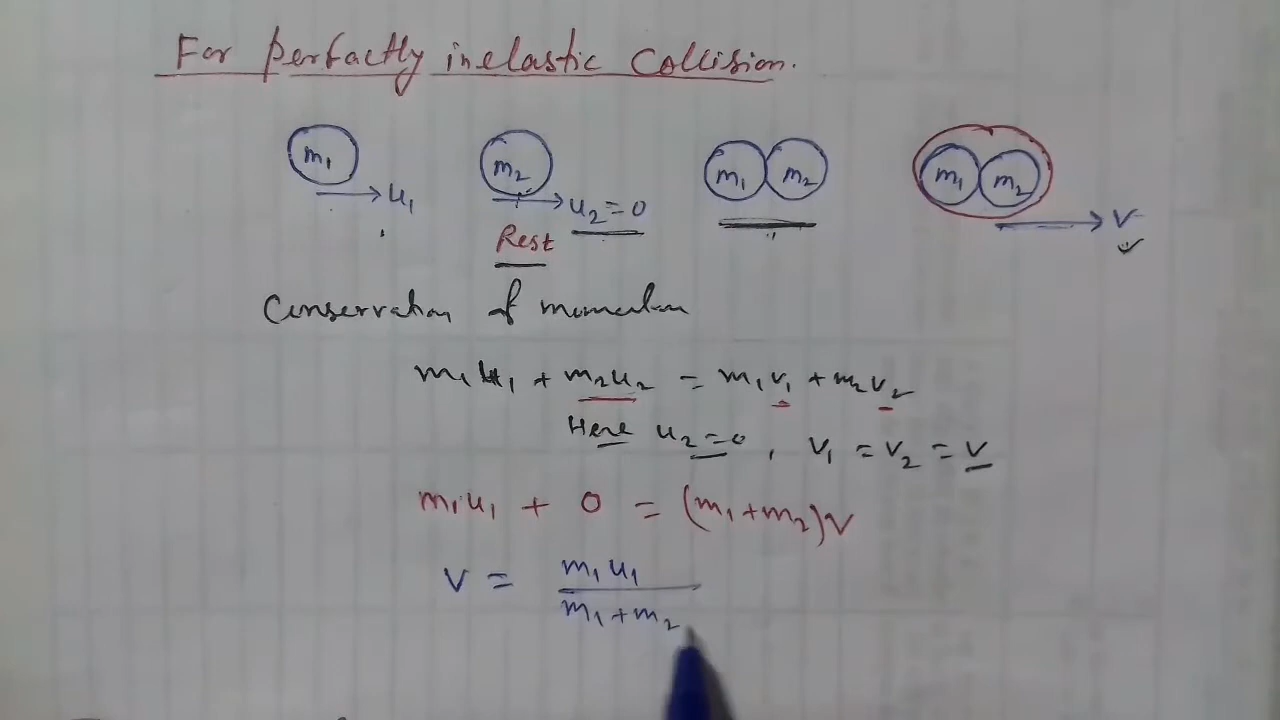 For perfactly inelastic Collision.
m₁ m₂ m₁ m₂ m₁ m₂
u₁ u₂=0 v
Rest
Conservation of momentum
m₁u₁ + m₂u₂ = m₁v₁ + m₂v₂
Here u₂=0, v₁ = v₂ = v
m₁u₁ + 0 = (m₁+m₂)v
v = m₁u₁ / m₁+m₂